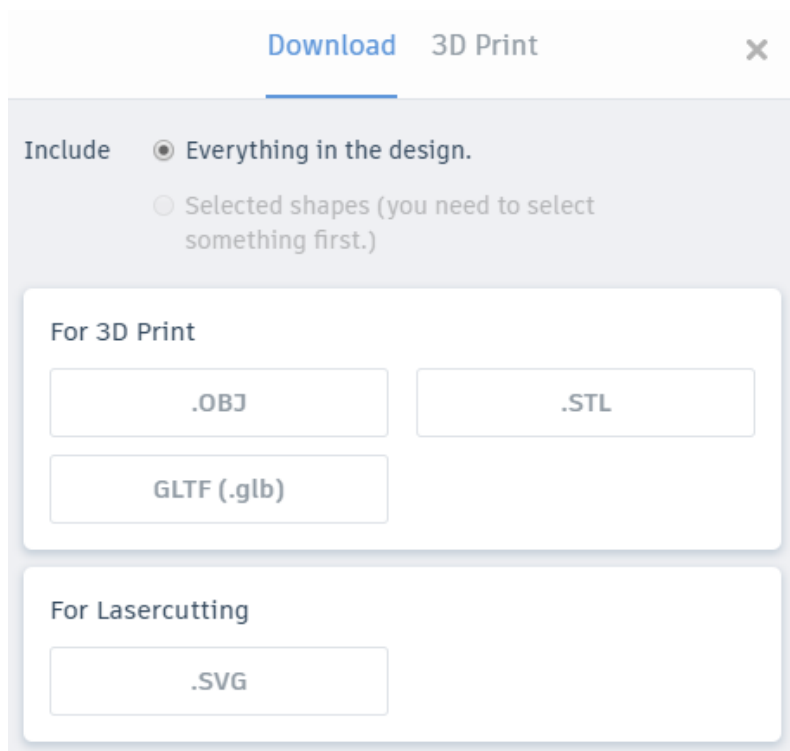 Download 3D Print ×
Include Everything in the design.
Selected shapes (you need to select
something first.)
For 3D Print
.OBJ .STL
GLTF (.glb)
For Lasercutting
.SVG